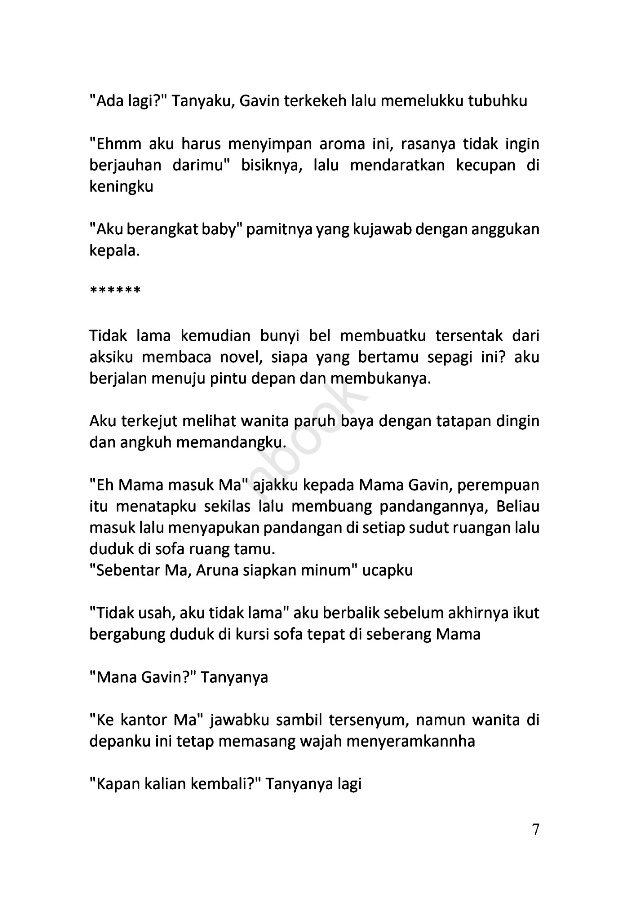 "Ada lagi?" Tanyaku, Gavin terkekeh lalu memelukku tubuhku
"Ehmm aku harus menyimpan aroma ini, rasanya tidak ingin
berjauhan darimu" bisiknya, lalu mendaratkan kecupan di
keningku
"Aku berangkat baby" pamitnya yang kujawab dengan anggukan
kepala.
******
Tidak lama kemudian bunyi bel membuatku tersentak dari
aksiku membaca novel, siapa yang bertamu sepagi ini? aku
berjalan menuju pintu depan dan membukanya.
Aku terkejut melihat wanita paruh baya dengan tatapan dingin
dan angkuh memandangku.
"Eh Mama masuk Ma" ajakku kepada Mama Gavin, perempuan
itu menatapku sekilas lalu membuang pandangannya, Beliau
masuk lalu menyapukan pandangan di setiap sudut ruangan lalu
duduk di sofa ruang tamu.
"Sebentar Ma, Aruna siapkan minum" ucapku
"Tidak usah, aku tidak lama" aku berbalik sebelum akhirnya ikut
bergabung duduk di kursi sofa tepat di seberang Mama
"Mana Gavin?" Tanyanya
"Ke kantor Ma" jawabku sambil tersenyum, namun wanita di
depanku ini tetap memasang wajah menyeramkannha
"Kapan kalian kembali?" Tanyanya lagi
7